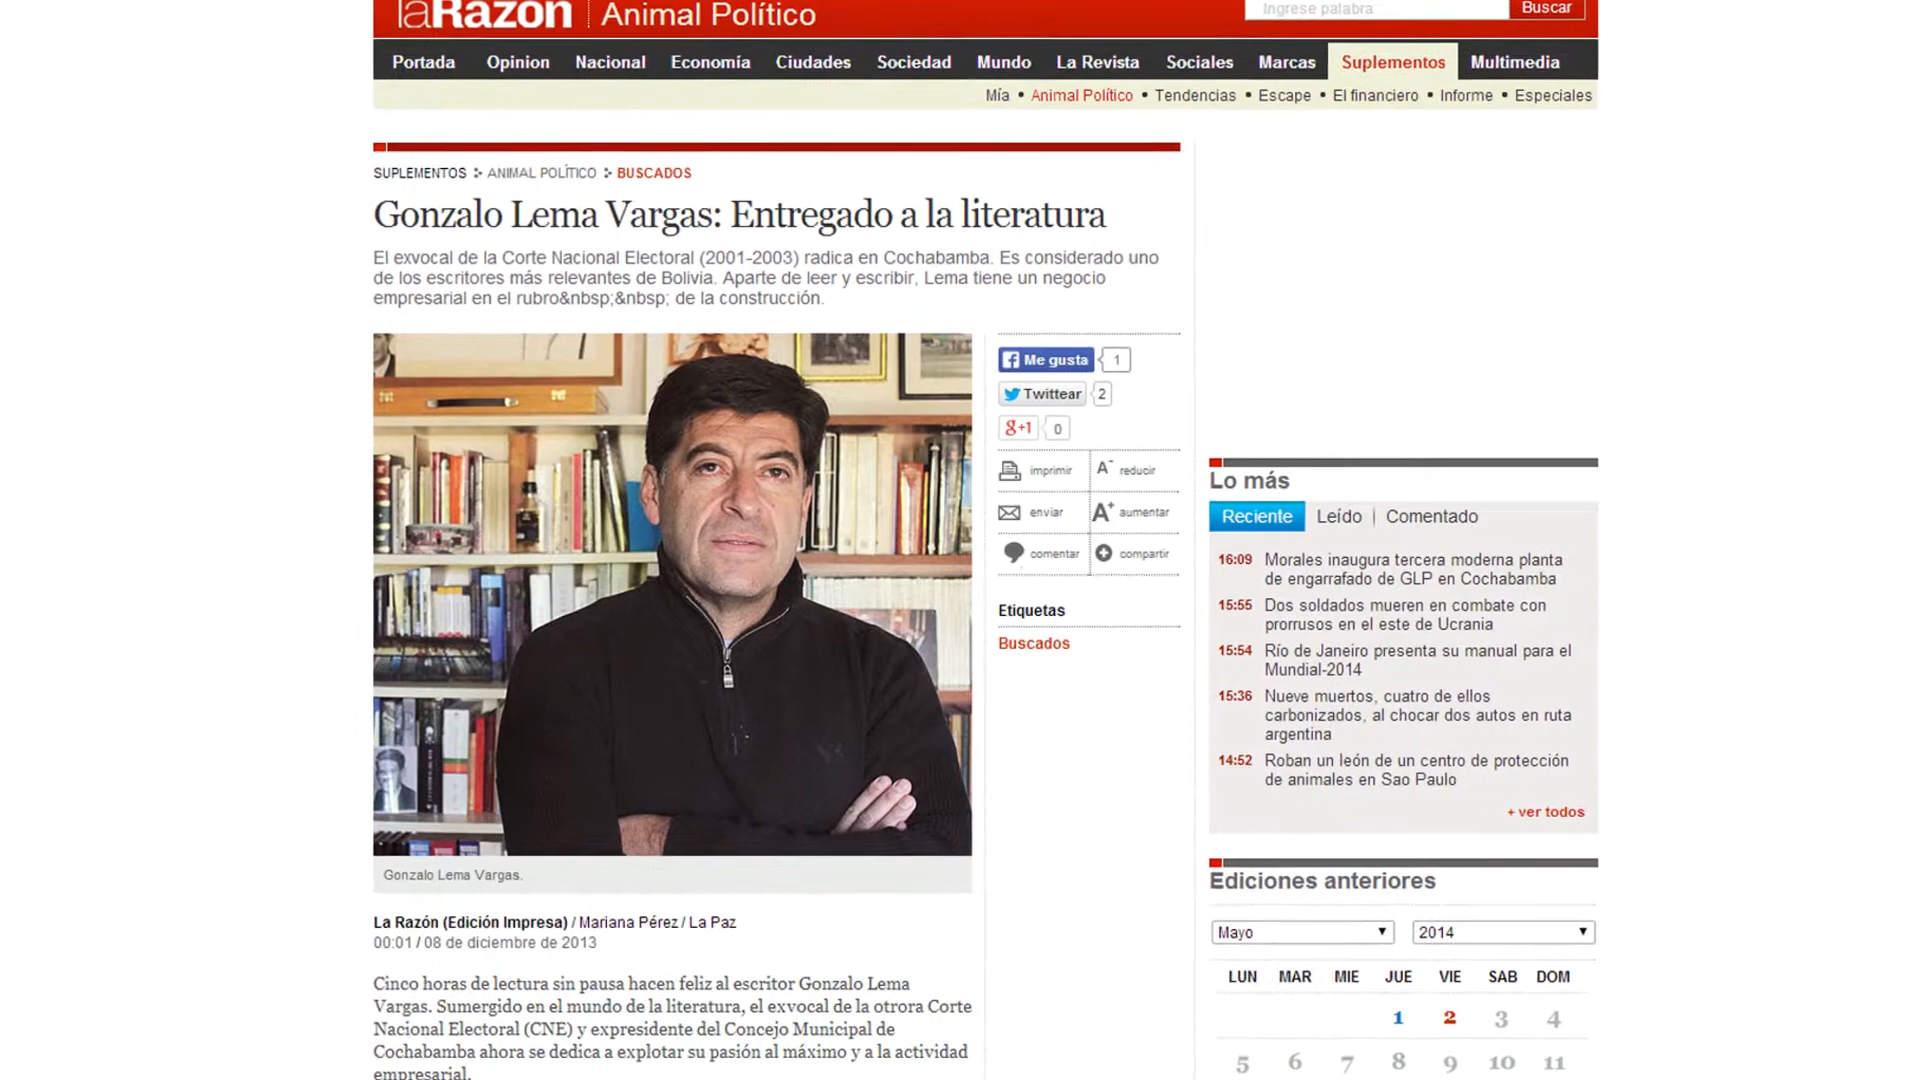 laRazón | Animal Político
Ingrese palabra Buscar
Portada Opinion Nacional Economía Ciudades Sociedad Mundo La Revista Sociales Marcas Suplementos Multimedia
Mía • Animal Político • Tendencias • Escape • El financiero • Informe • Especiales
SUPLEMENTOS ANIMAL POLÍTICO BUSCADOS
Gonzalo Lema Vargas: Entregado a la literatura
El exvocal de la Corte Nacional Electoral (2001-2003) radica en Cochabamba. Es considerado uno
de los escritores más relevantes de Bolivia. Aparte de leer y escribir, Lema tiene un negocio
empresarial en el rubro&nbsp;&nbsp; de la construcción.
Me gusta 1
Twittear 2
g+1 0
imprimir A- reducir
enviar A+ aumentar
comentar compartir
Etiquetas
Buscados
Gonzalo Lema Vargas.
La Razón (Edición Impresa) / Mariana Pérez / La Paz
00:01 / 08 de diciembre de 2013
Cinco horas de lectura sin pausa hacen feliz al escritor Gonzalo Lema
Vargas. Sumergido en el mundo de la literatura, el exvocal de la otrora Corte
Nacional Electoral (CNE) y expresidente del Concejo Municipal de
Cochabamba ahora se dedica a explotar su pasión al máximo y a la actividad
empresarial.
Lo más
Reciente Leído | Comentado
16:09 Morales inaugura tercera moderna planta
de engarrafado de GLP en Cochabamba
15:55 Dos soldados mueren en combate con
prorrusos en el este de Ucrania
15:54 Río de Janeiro presenta su manual para el
Mundial-2014
15:36 Nueve muertos, cuatro de ellos
carbonizados, al chocar dos autos en ruta
argentina
14:52 Roban un león de un centro de protección
de animales en Sao Paulo
+ ver todos
Ediciones anteriores
Mayo 2014
LUN MAR MIE JUE VIE SAB DOM
1 2 3 4
5 6 7 8 9 10 11